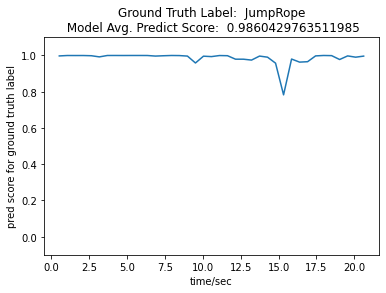 Ground Truth Label:  JumpRope
Model Avg. Predict Score:  0.9860429763511985
1.0
0.8
0.6
0.4
0.2
0.0
pred score for ground truth label
0.0 2.5 5.0 7.5 10.0 12.5 15.0 17.5 20.0
time/sec